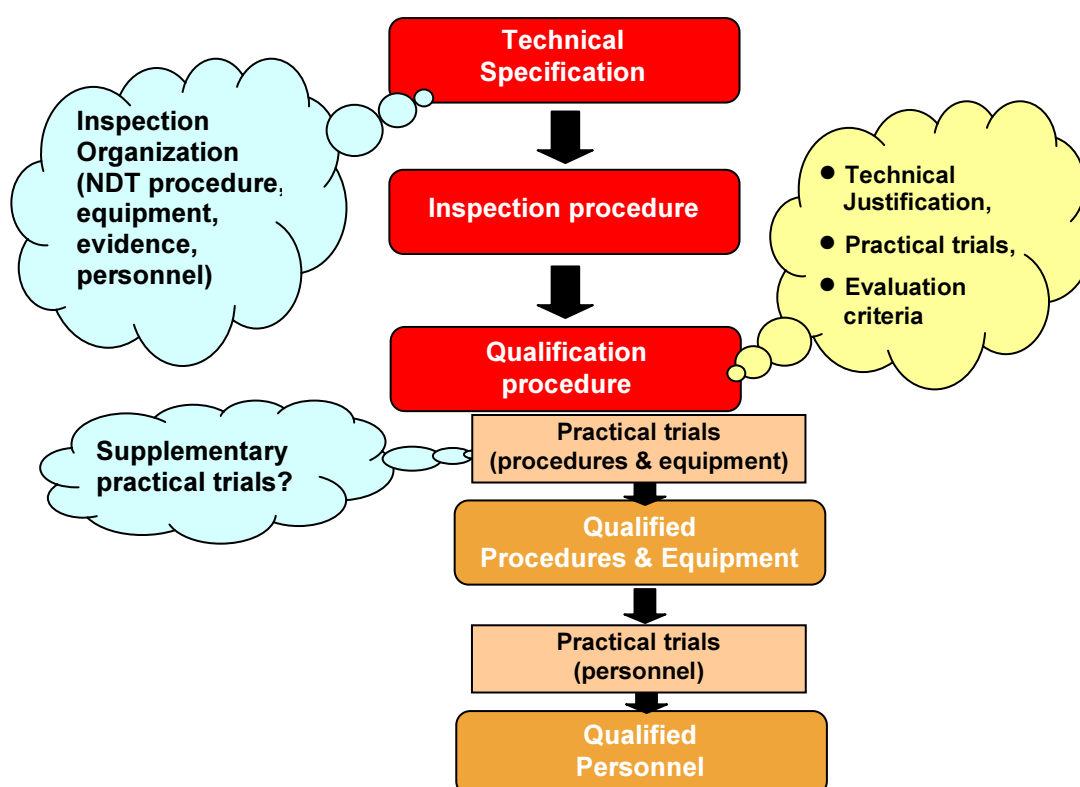 Technical
Specification
Inspection
Organization
(NDT procedure,
equipment,
evidence,
personnel)
Inspection procedure
● Technical
Justification,
● Practical trials,
● Evaluation
criteria
Qualification
procedure
Supplementary
practical trials?
Practical trials
(procedures & equipment)
Qualified
Procedures & Equipment
Practical trials
(personnel)
Qualified
Personnel